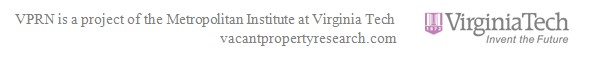 VPRN is a project of the Metropolitan Institute at Virginia Tech
vacantpropertyresearch.com
VirginiaTech
Invent the Future